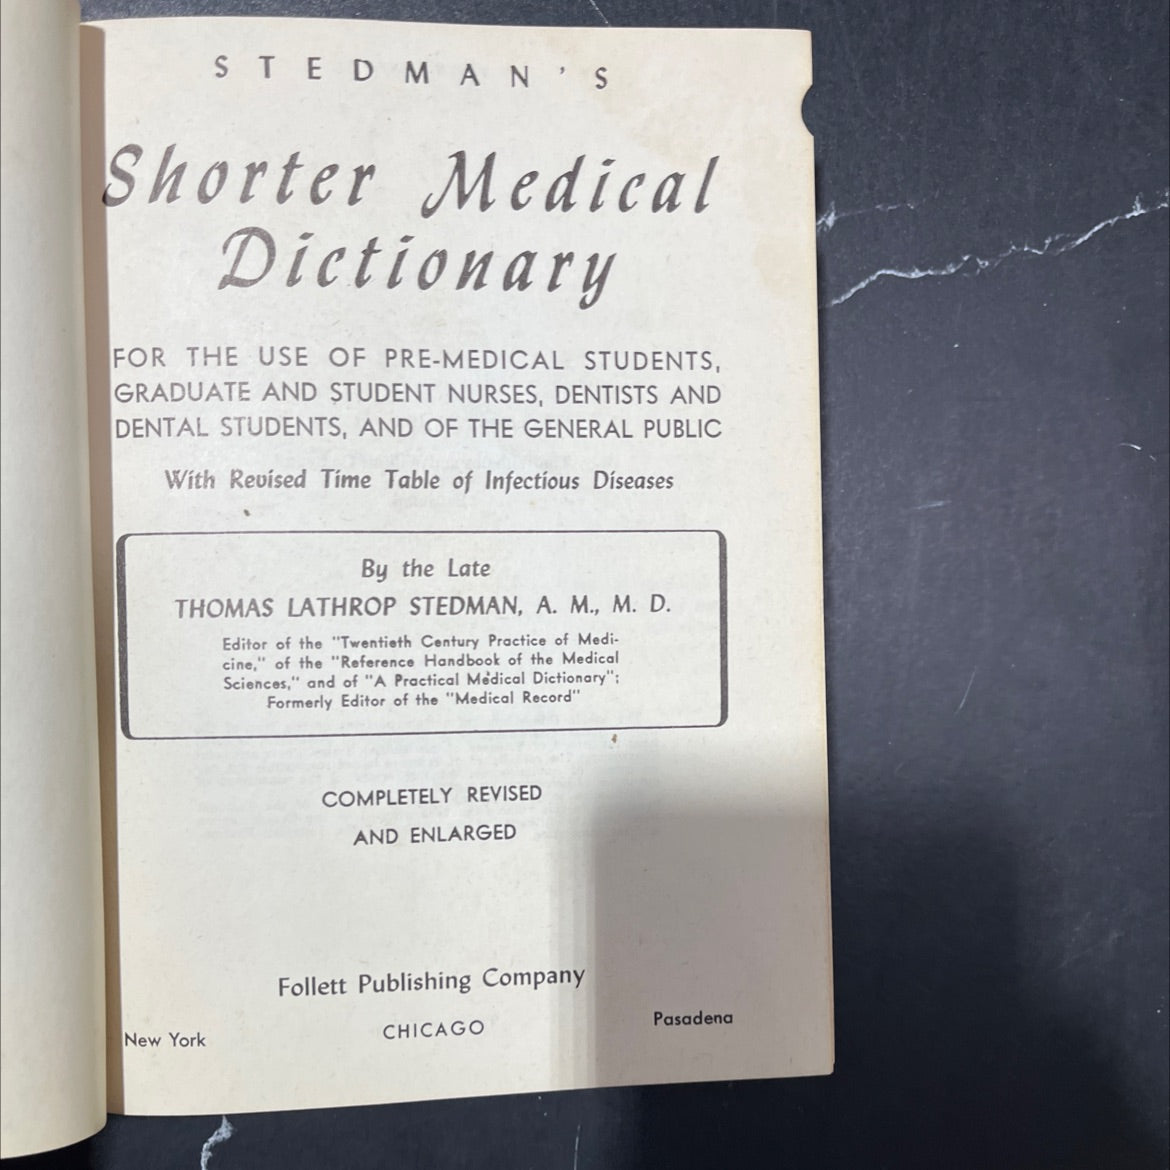 STEDMAN'S
Shorter Medical
Dictionary
FOR THE USE OF PRE-MEDICAL STUDENTS,
GRADUATE AND STUDENT NURSES, DENTISTS AND
DENTAL STUDENTS, AND OF THE GENERAL PUBLIC
With Revised Time Table of Infectious Diseases
By the Late
THOMAS LATHROP STEDMAN, A. M., M. D.
Editor of the "Twentieth Century Practice of Medi-
cine," of the "Reference Handbook of the Medical
Sciences," and of "A Practical Medical Dictionary";
Formerly Editor of the "Medical Record"
COMPLETELY REVISED
AND ENLARGED
Follett Publishing Company
New York CHICAGO Pasadena